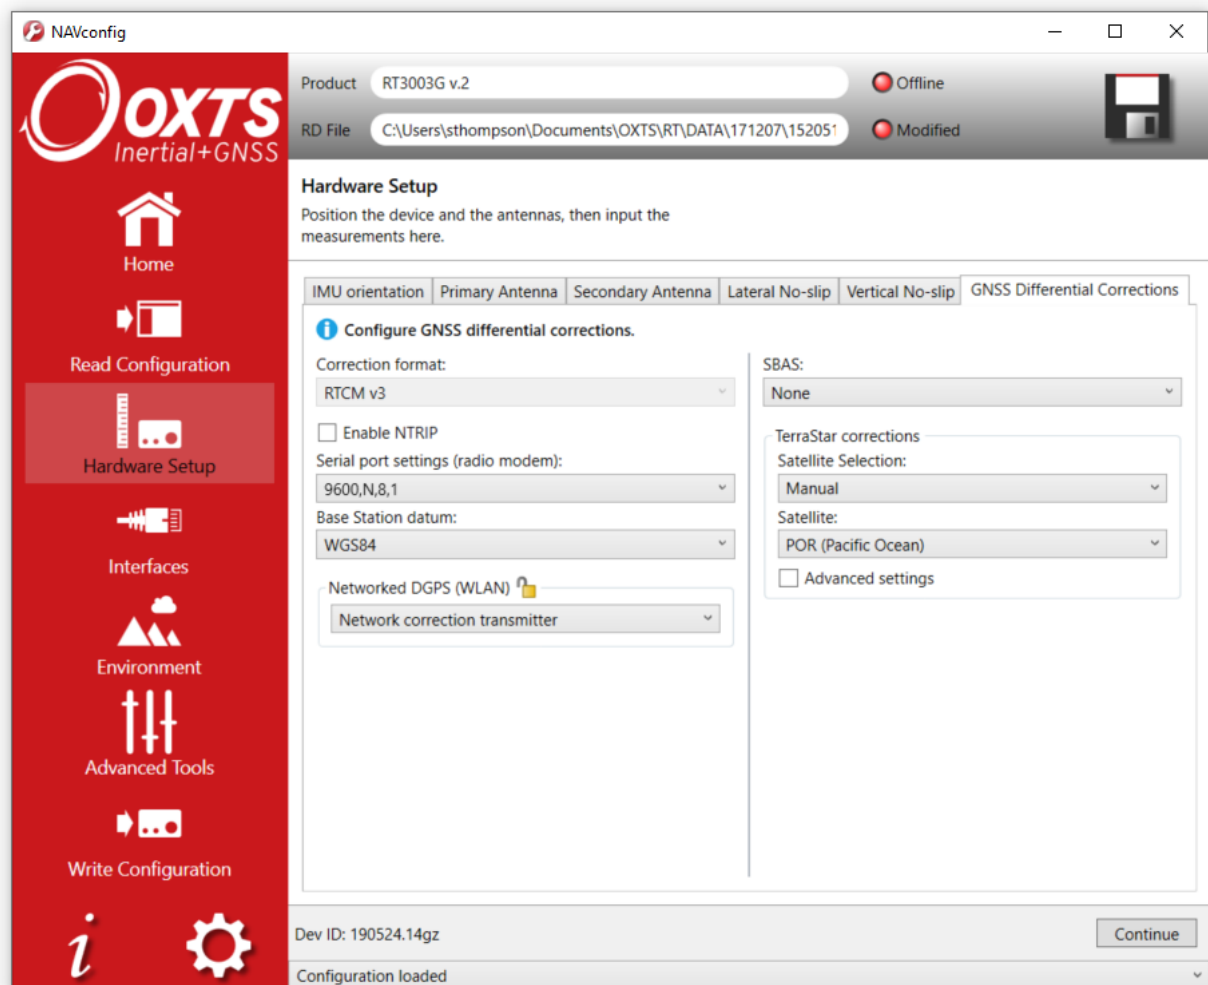 NAVconfig
OXTS
Inertial+GNSS
Home
Read Configuration
Hardware Setup
Interfaces
Environment
Advanced Tools
Write Configuration
i
Product RT3003G v.2 Offline
RD File C:\Users\sthompson\Documents\OXTS\RT\DATA\171207\152051 Modified
Hardware Setup
Position the device and the antennas, then input the
measurements here.
IMU orientation Primary Antenna Secondary Antenna Lateral No-slip Vertical No-slip GNSS Differential Corrections
i Configure GNSS differential corrections.
Correction format:
RTCM v3
Enable NTRIP
Serial port settings (radio modem):
9600,N,8,1
Base Station datum:
WGS84
Networked DGPS (WLAN)
Network correction transmitter
SBAS:
None
TerraStar corrections
Satellite Selection:
Manual
Satellite:
POR (Pacific Ocean)
Advanced settings
Dev ID: 190524.14gz
Continue
Configuration loaded